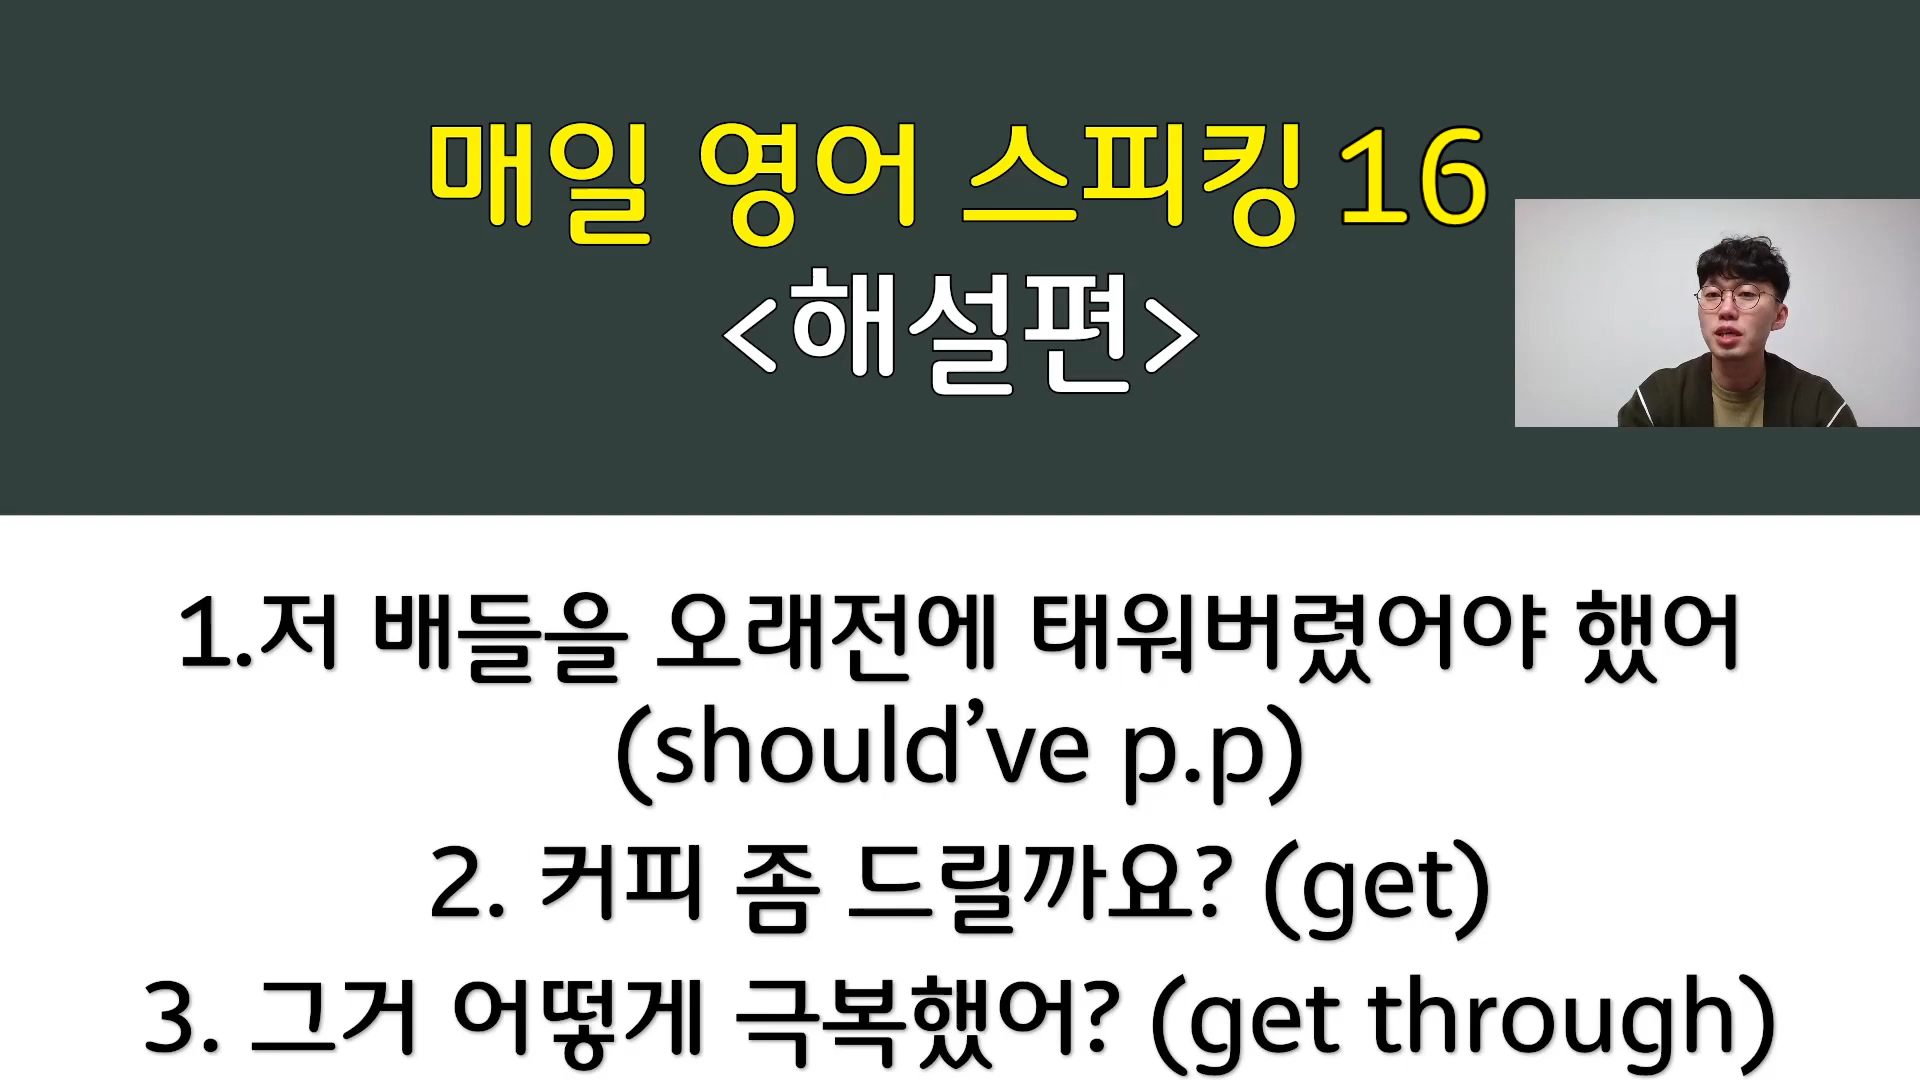 매일 영어 스피킹 16
<해설편>
1.저 배들을 오래전에 태워버렸어야 했어
(should’ve p.p)
2. 커피 좀 드릴까요? (get)
3. 그거 어떻게 극복했어? (get through)